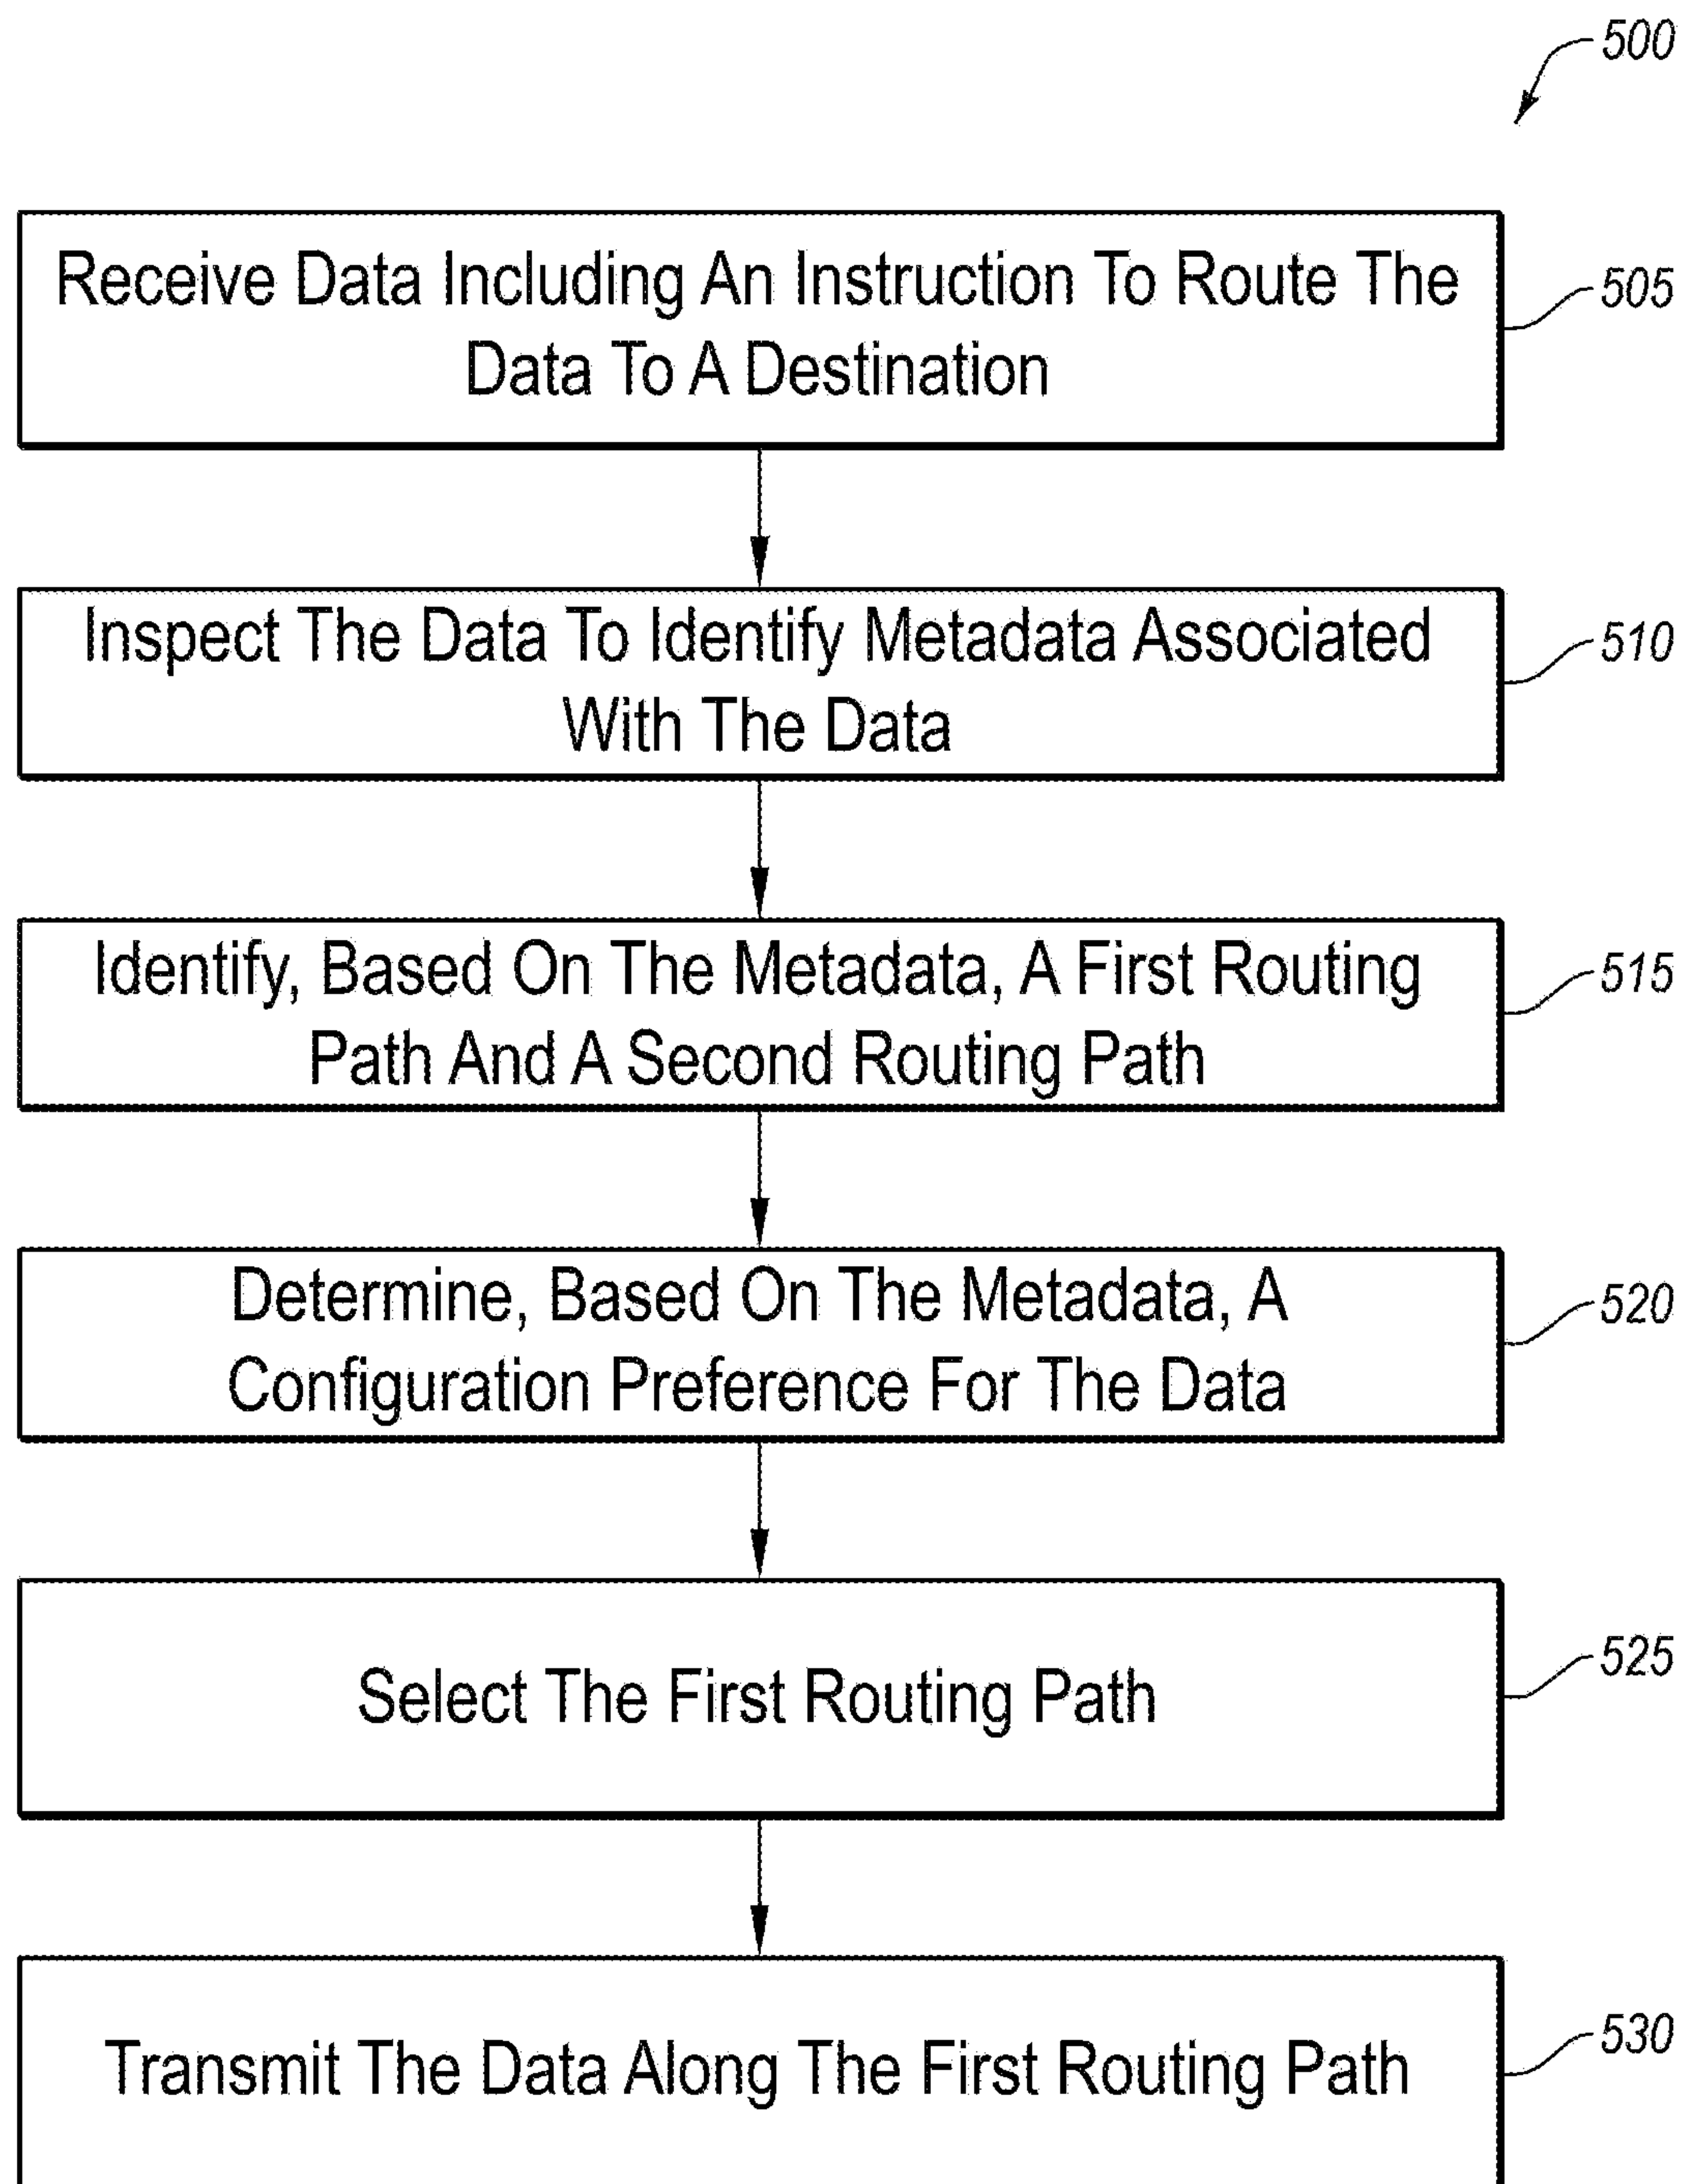 500
Receive Data Including An Instruction To Route The
Data To A Destination
505
Inspect The Data To Identify Metadata Associated
With The Data
510
Identify, Based On The Metadata, A First Routing
Path And A Second Routing Path
515
Determine, Based On The Metadata, A
Configuration Preference For The Data
520
Select The First Routing Path
525
Transmit The Data Along The First Routing Path
530